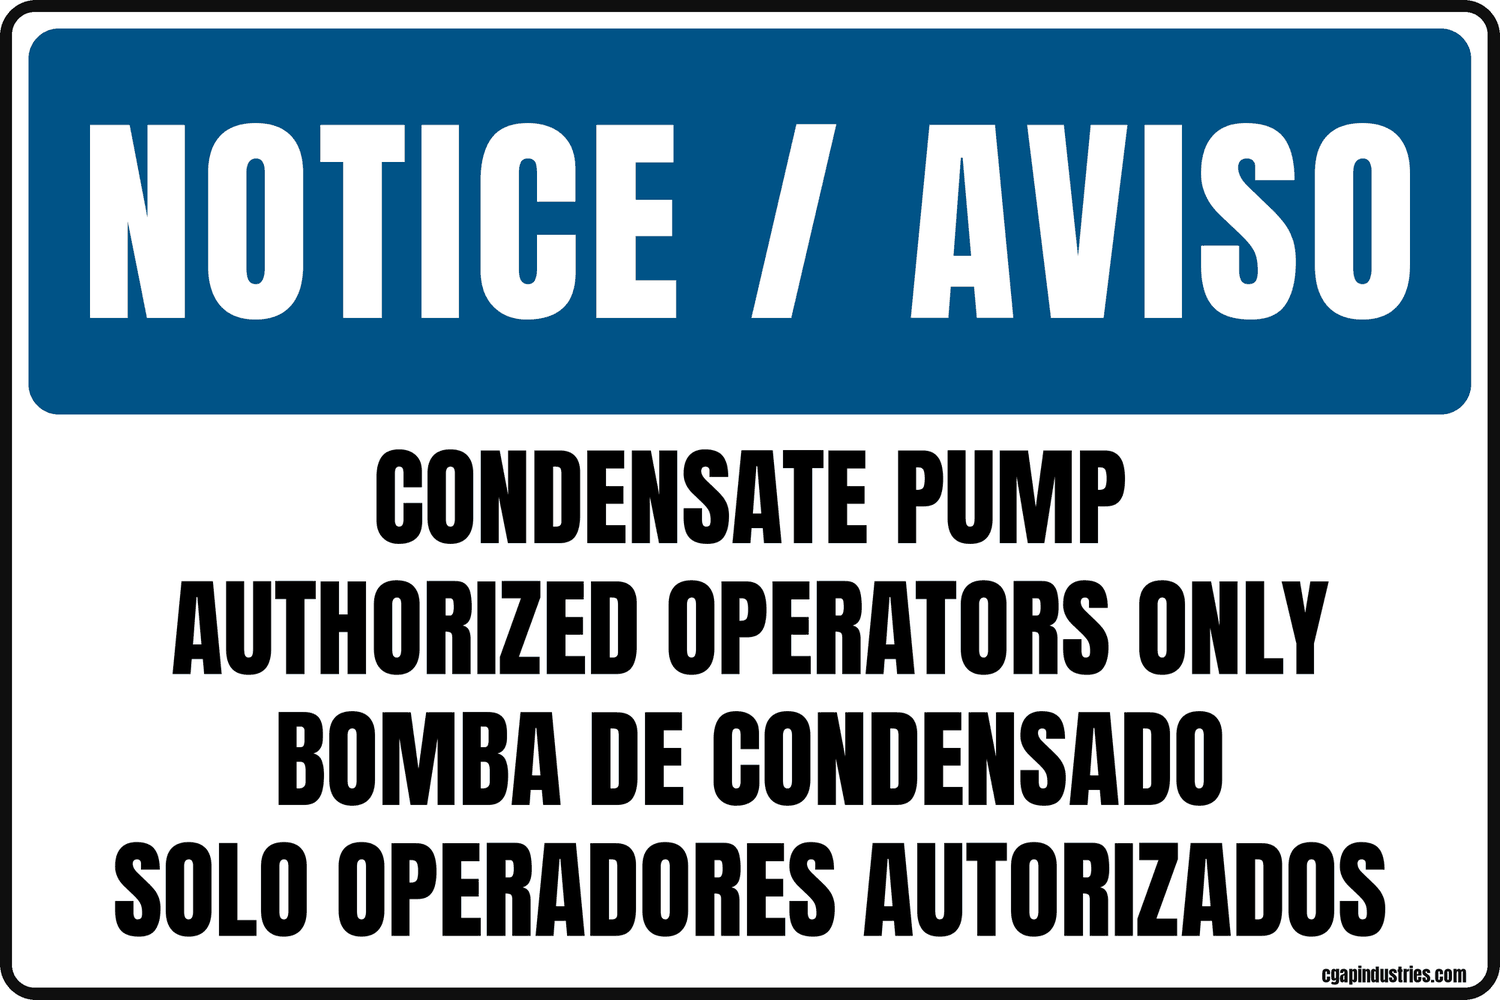 NOTICE / AVISO
CONDENSATE PUMP
AUTHORIZED OPERATORS ONLY
BOMBA DE CONDENSADO
SOLO OPERADORES AUTORIZADOS
cgapindustries.com